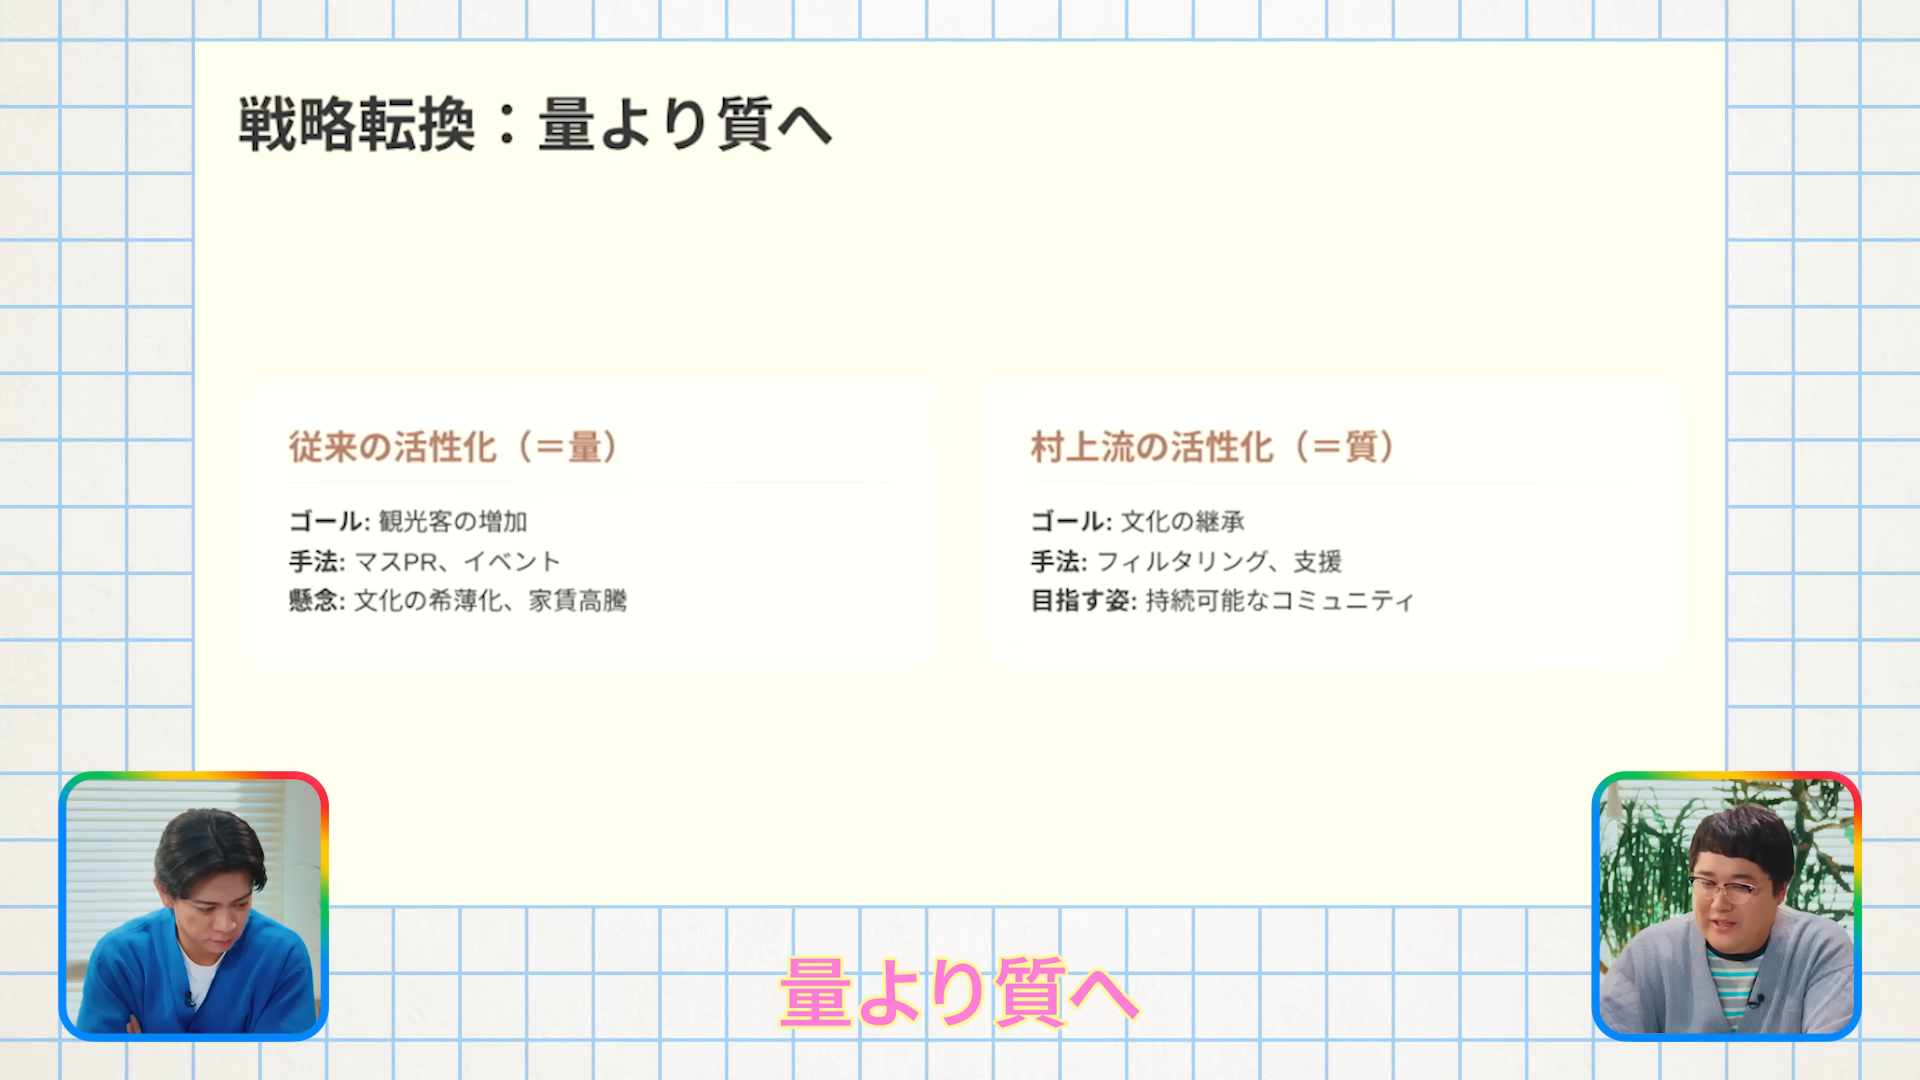 戦略転換：量より質へ
従来の活性化（＝量）
ゴール: 観光客の増加
手法: マスPR、イベント
懸念: 文化の希薄化、家賃高騰
村上流の活性化（＝質）
ゴール: 文化の継承
手法: フィルタリング、支援
目指す姿: 持続可能なコミュニティ
量より質へ